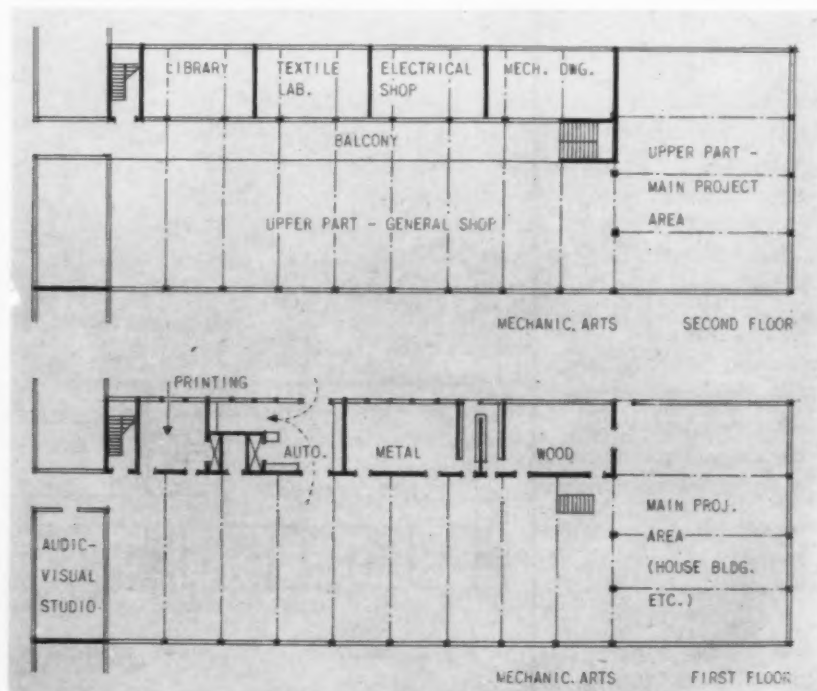 LIBRARY
TEXTILE
LAB.
ELECTRICAL
SHOP
MECH. DWG.
BALCONY
UPPER PART -
MAIN PROJECT
AREA
UPPER PART - GENERAL SHOP
MECHANIC. ARTS SECOND FLOOR
PRINTING
AUTO.
METAL
WOOD
MAIN PROJ.
AREA
(HOUSE BLDG.
ETC.)
AUDIC-
VISUAL
STUDIO
MECHANIC. ARTS FIRST FLOOR